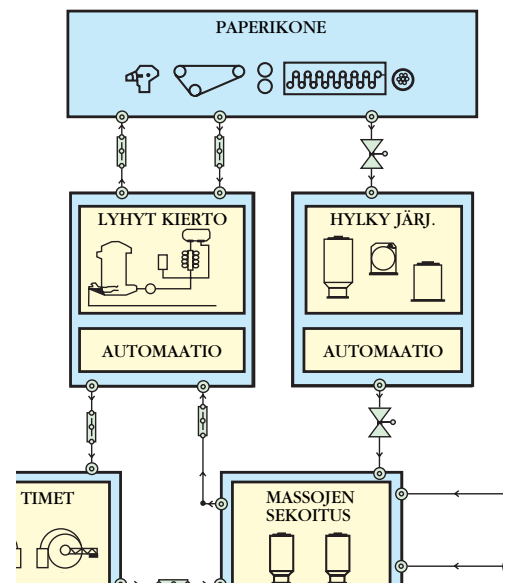 PAPERIKONE
LYHYT KIERTO
HYLKY JÄRJ.
AUTOMAATIO
AUTOMAATIO
TIMET
MASSOJEN
SEKOITUS